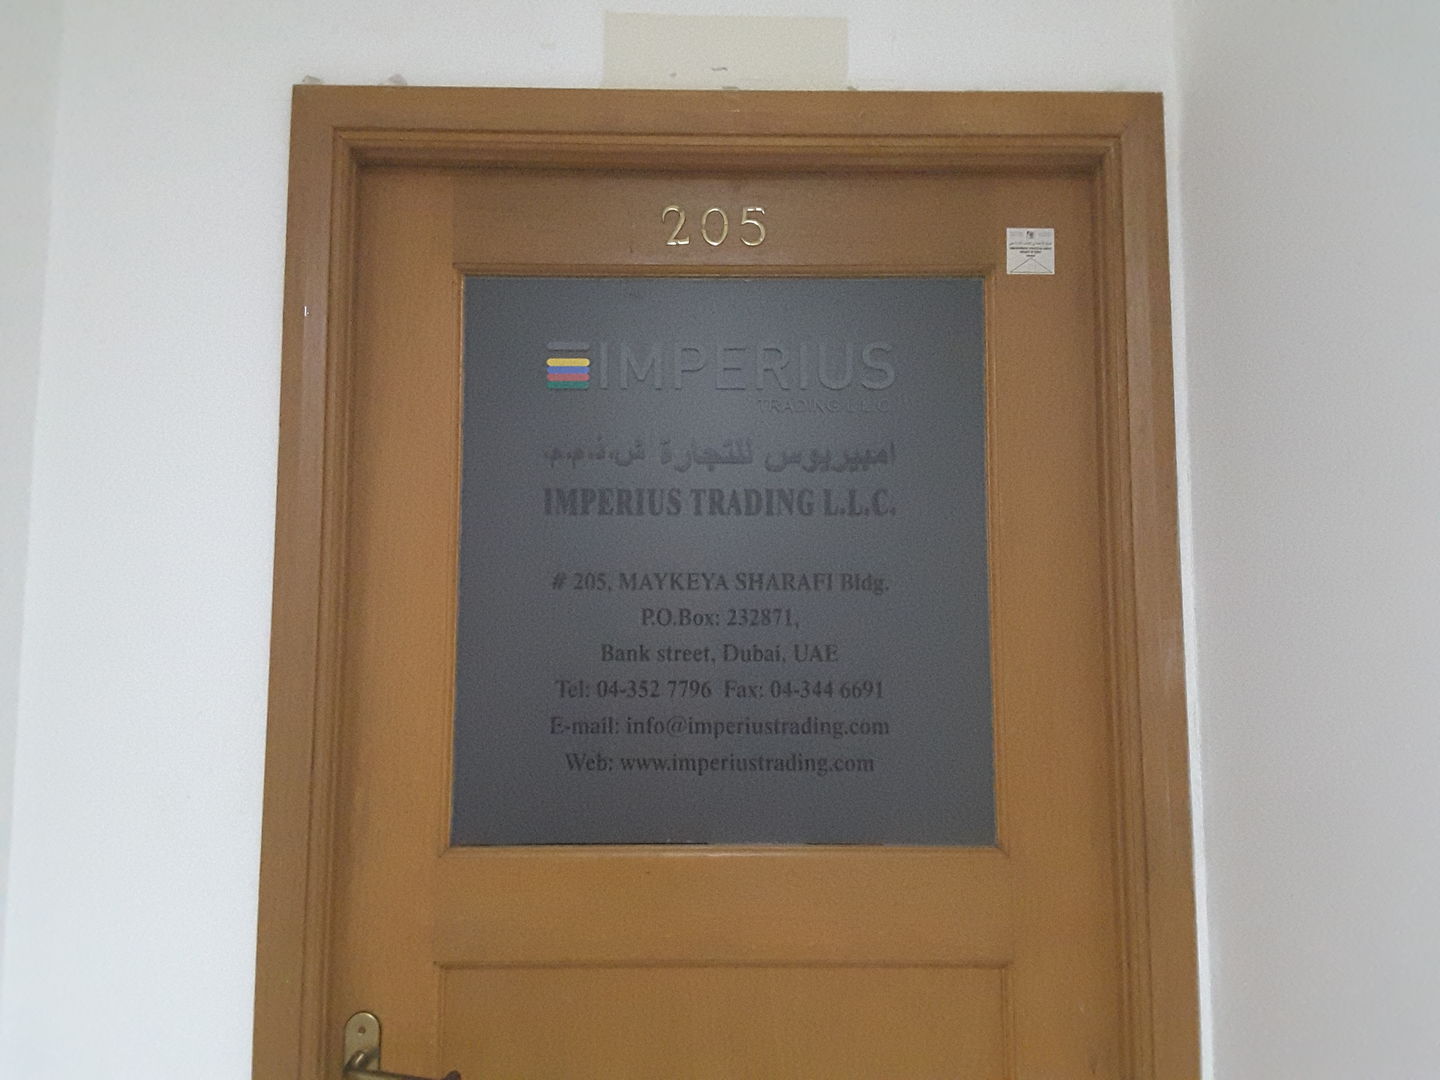 205
IMPERIUS
TRADING L.L.C
امبيريوس للتجارة ش.ذ.م.م.
IMPERIUS TRADING L.L.C.
# 205, MAYKEYA SHARAFI Bldg.
P.O.Box: 232871,
Bank street, Dubai, UAE
Tel: 04-352 7796 Fax: 04-344 6691
E-mail: info@imperiustrading.com
Web: www.imperiustrading.com